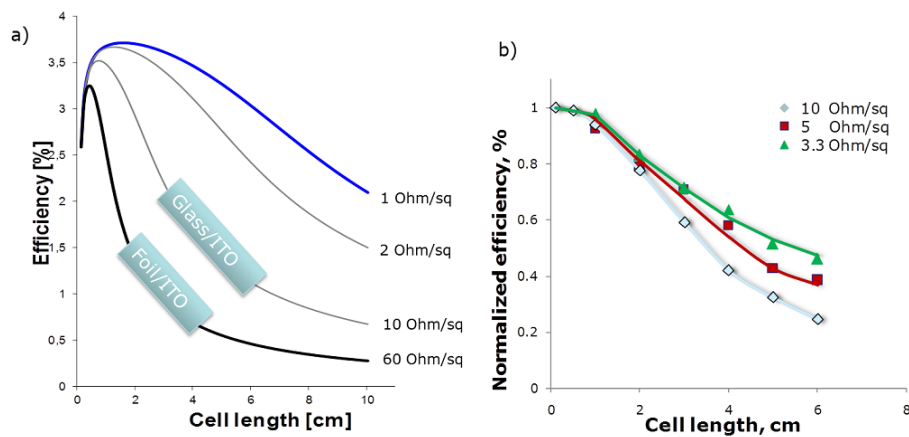 a)
Efficiency [%]
4
3.5
3
2.5
2
1.5
1
0,5
0
0
2
4
6
8
10
Cell length [cm]
Glass/ITO
Foil/ITO
1 Ohm/sq
2 Ohm/sq
10 Ohm/sq
60 Ohm/sq
b)
Normalized efficiency, %
1
0.8
0.6
0.4
0.2
0
0
2
4
6
8
Cell length, cm
10 Ohm/sq
5 Ohm/sq
3.3 Ohm/sq